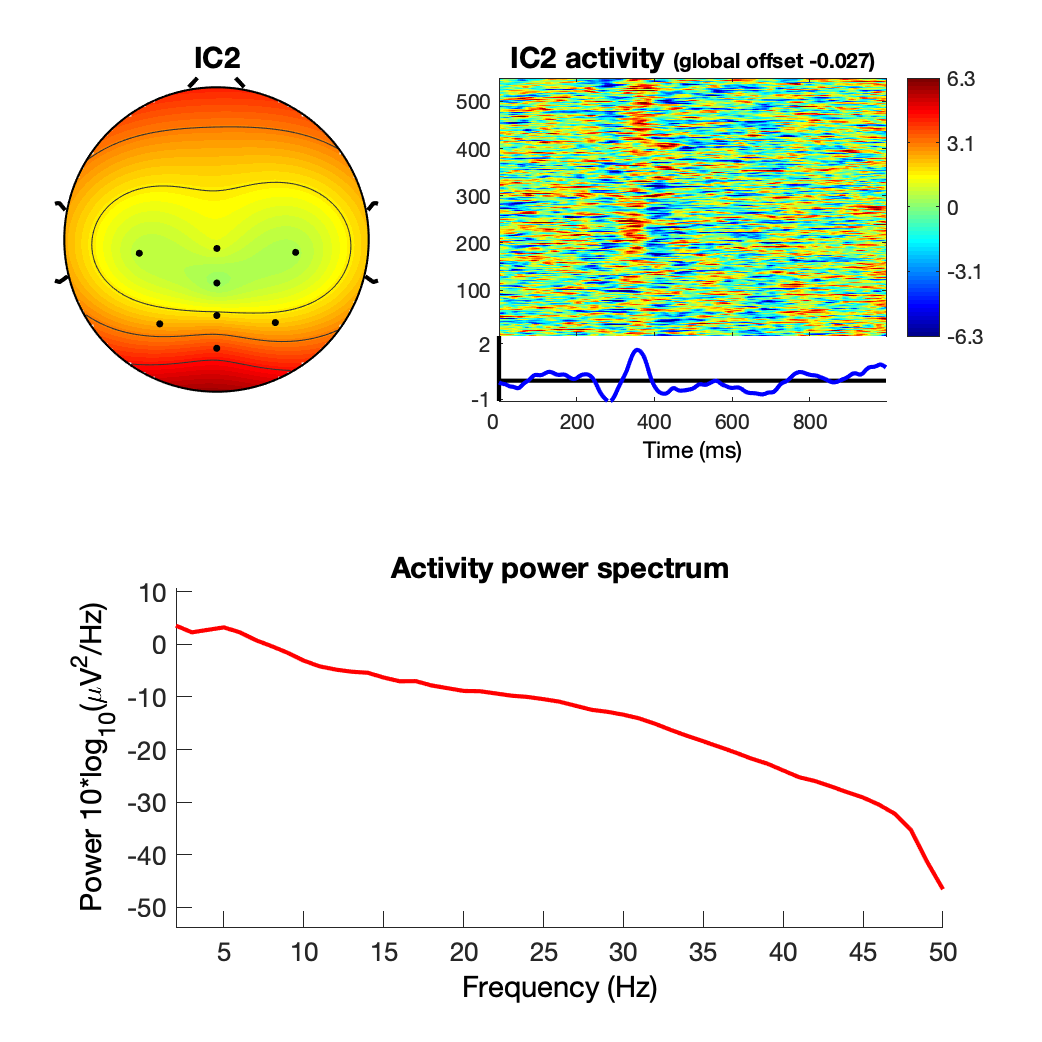 IC2
IC2 activity (global offset -0.027)
500
400
300
200
100
6.3
3.1
0
-3.1
-6.3
2
-1
0 200 400 600 800
Time (ms)
Activity power spectrum
10
0
-10
-20
-30
-40
-50
Power 10*log10(μV2/Hz)
5 10 15 20 25 30 35 40 45 50
Frequency (Hz)